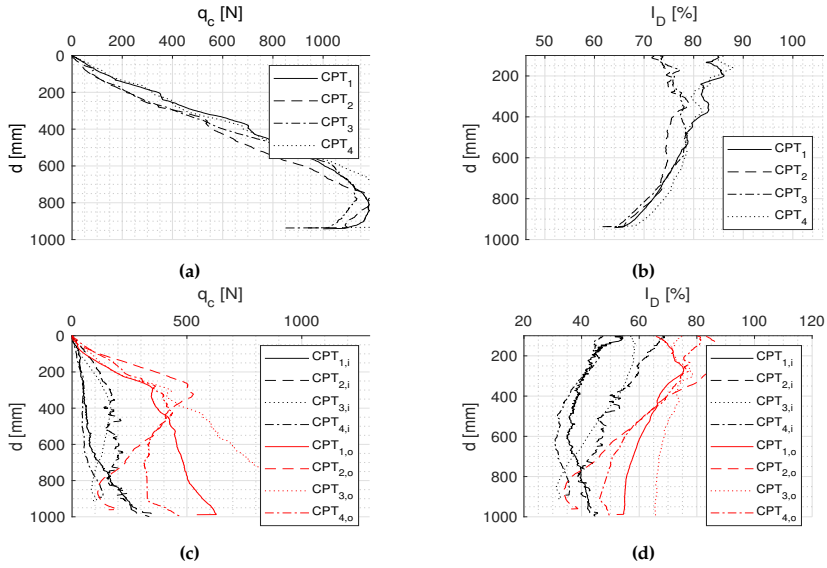 q_c [N]
0 200 400 600 800 1000
0
200
400
600
800
1000
d [mm]
CPT_1
CPT_2
CPT_3
CPT_4
(a)
I_D [%]
50 60 70 80 90 100
200
400
600
800
1000
d [mm]
CPT_1
CPT_2
CPT_3
CPT_4
(b)
q_c [N]
0 500 1000
0
200
400
600
800
1000
d [mm]
CPT_1,i
CPT_2,i
CPT_3,i
CPT_4,i
CPT_1,o
CPT_2,o
CPT_3,o
CPT_4,o
(c)
I_D [%]
20 40 60 80 100 120
200
400
600
800
1000
d [mm]
CPT_1,i
CPT_2,i
CPT_3,i
CPT_4,i
CPT_1,o
CPT_2,o
CPT_3,o
CPT_4,o
(d)